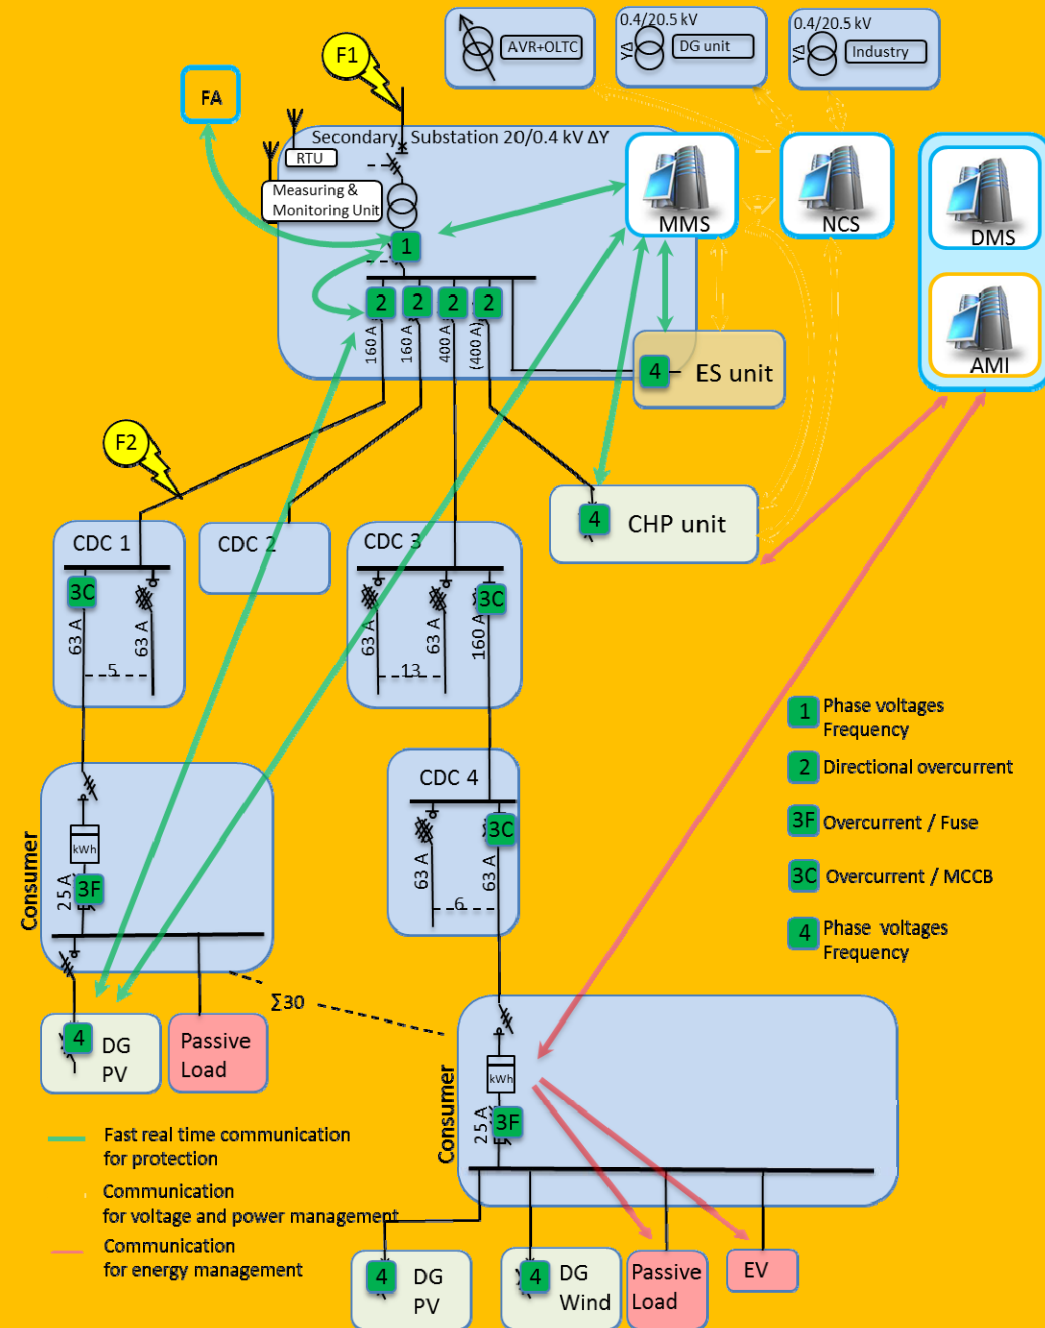 0.4/20.5 kV
0.4/20.5 kV
F1
AVR+OLTC
YΔ
DG unit
YΔ
Industry
FA
Secondary Substation 20/0.4 kV ΔY
RTU
Measuring &
Monitoring Unit
MMS
NCS
DMS
1
2
2
2
2
160 A
160 A
400 A
(400 A)
AMI
4
ES unit
F2
4
CHP unit
CDC 1
CDC 2
CDC 3
3C
63 A
63 A
5
63 A
63 A
3C
160 A
13
1
Phase voltages
Frequency
2
Directional overcurrent
3F
Overcurrent / Fuse
3C
Overcurrent / MCCB
4
Phase voltages
Frequency
CDC 4
63 A
3C
63 A
6
Consumer
kWh
25 A
3F
Σ30
4
DG
PV
Passive
Load
Consumer
kWh
25 A
3F
Fast real time communication
for protection
Communication
for voltage and power management
Communication
for energy management
4
DG
PV
4
DG
Wind
Passive
Load
EV